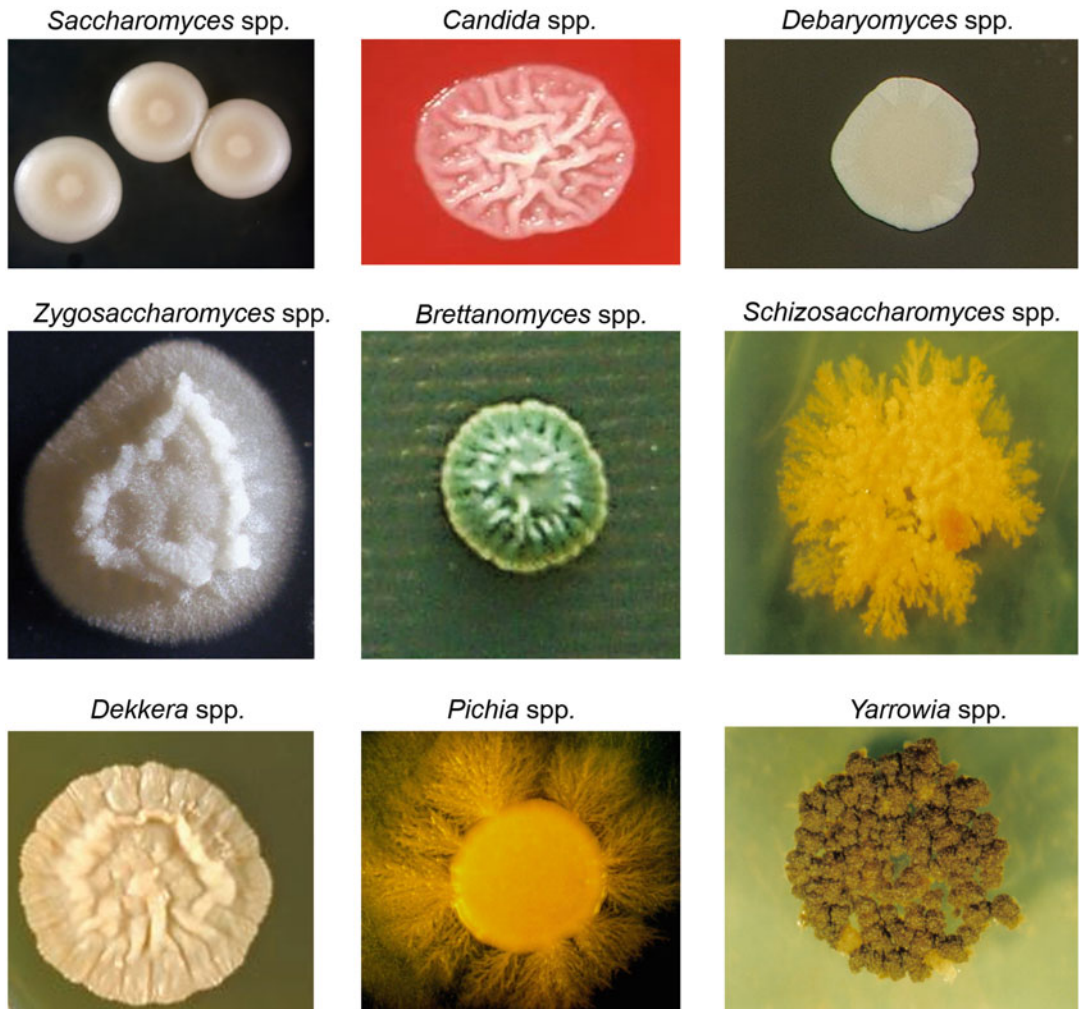 Saccharomyces spp.
Candida spp.
Debaryomyces spp.
Zygosaccharomyces spp.
Brettanomyces spp.
Schizosaccharomyces spp.
Dekkera spp.
Pichia spp.
Yarrowia spp.